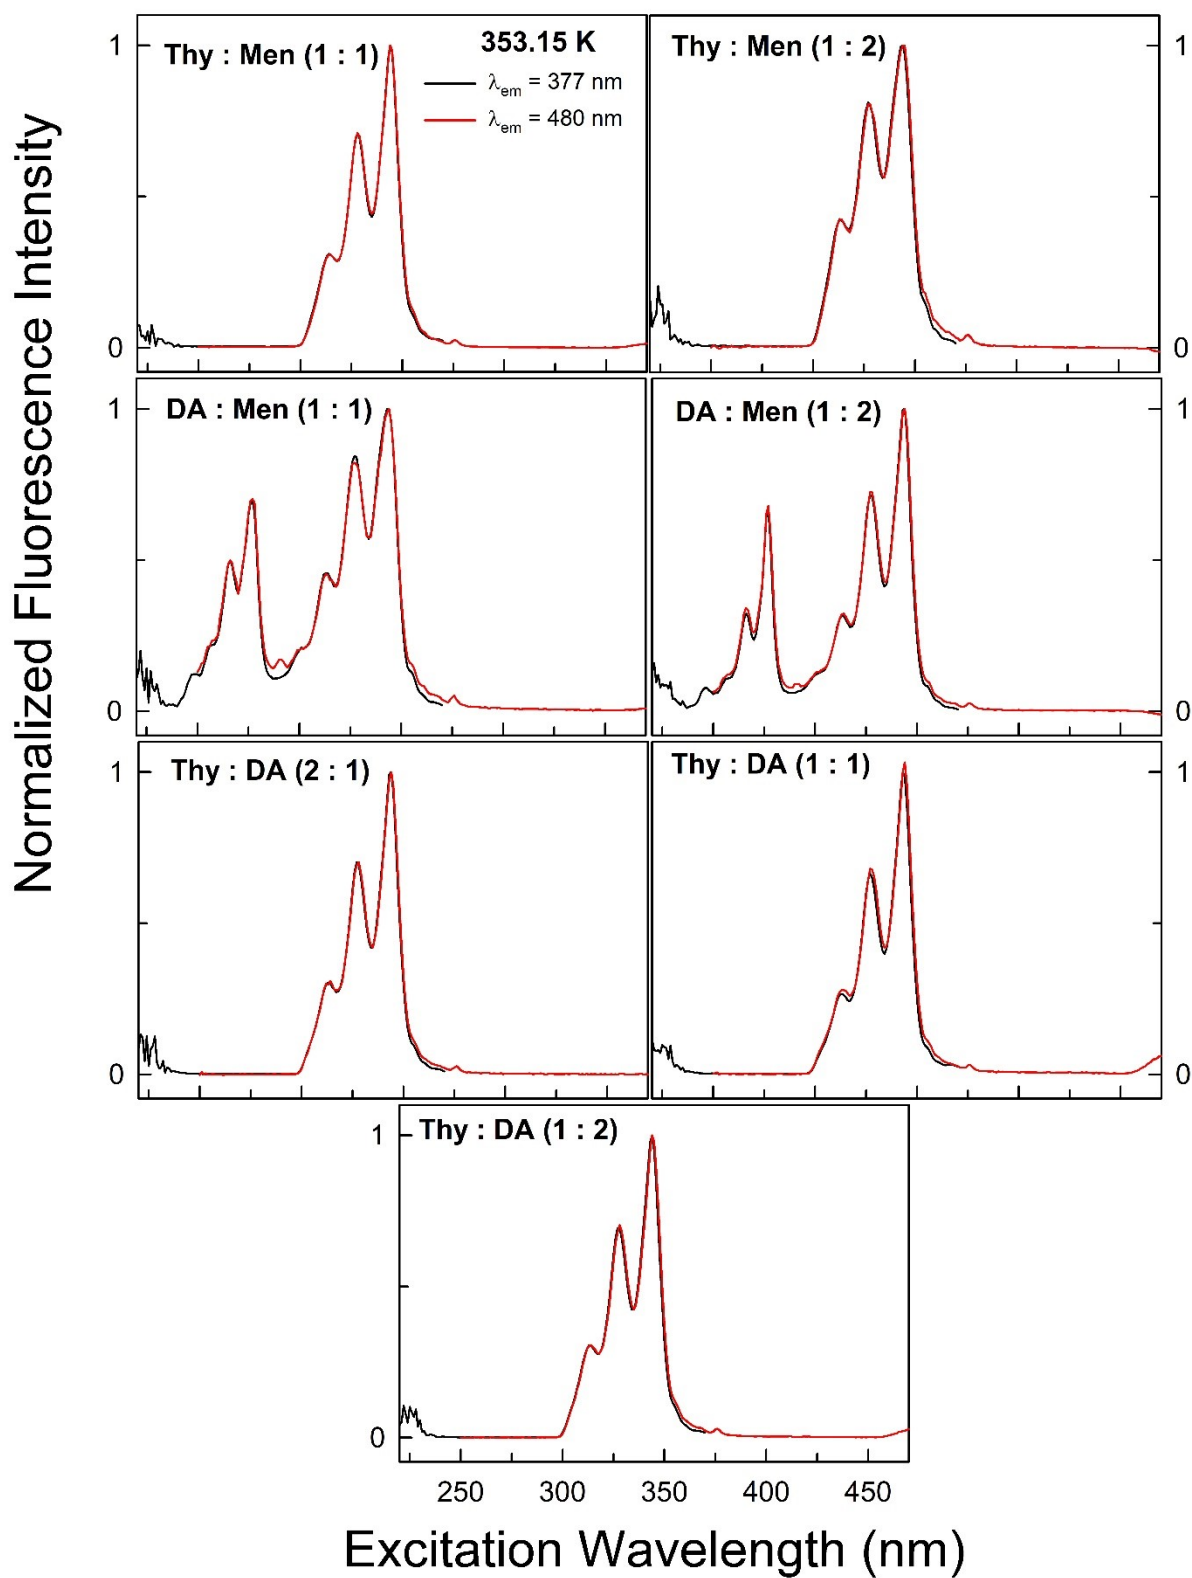 Normalized Fluorescence Intensity
Thy : Men (1 : 1)
353.15 K
λem = 377 nm
λem = 480 nm
1
0
Thy : Men (1 : 2)
1
0
DA : Men (1 : 1)
1
0
DA : Men (1 : 2)
1
0
Thy : DA (2 : 1)
1
0
Thy : DA (1 : 1)
1
0
Thy : DA (1 : 2)
1
0
250 300 350 400 450
Excitation Wavelength (nm)